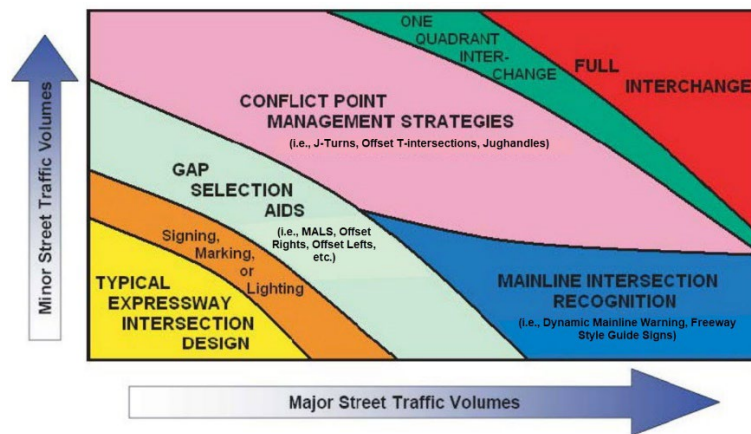 ONE
QUADRANT
INTER-
CHANGE
FULL
INTERCHANGE
CONFLICT POINT
MANAGEMENT STRATEGIES
(i.e., J-Turns, Offset T-intersections, Jughandles)
GAP
SELECTION
AIDS
(i.e., MALS, Offset
Rights, Offset Lefts,
etc.)
Signing,
Marking,
or
Lighting
TYPICAL
EXPRESSWAY
INTERSECTION
DESIGN
MAINLINE INTERSECTION
RECOGNITION
(i.e., Dynamic Mainline Warning, Freeway
Style Guide Signs)
Minor Street Traffic Volumes
Major Street Traffic Volumes